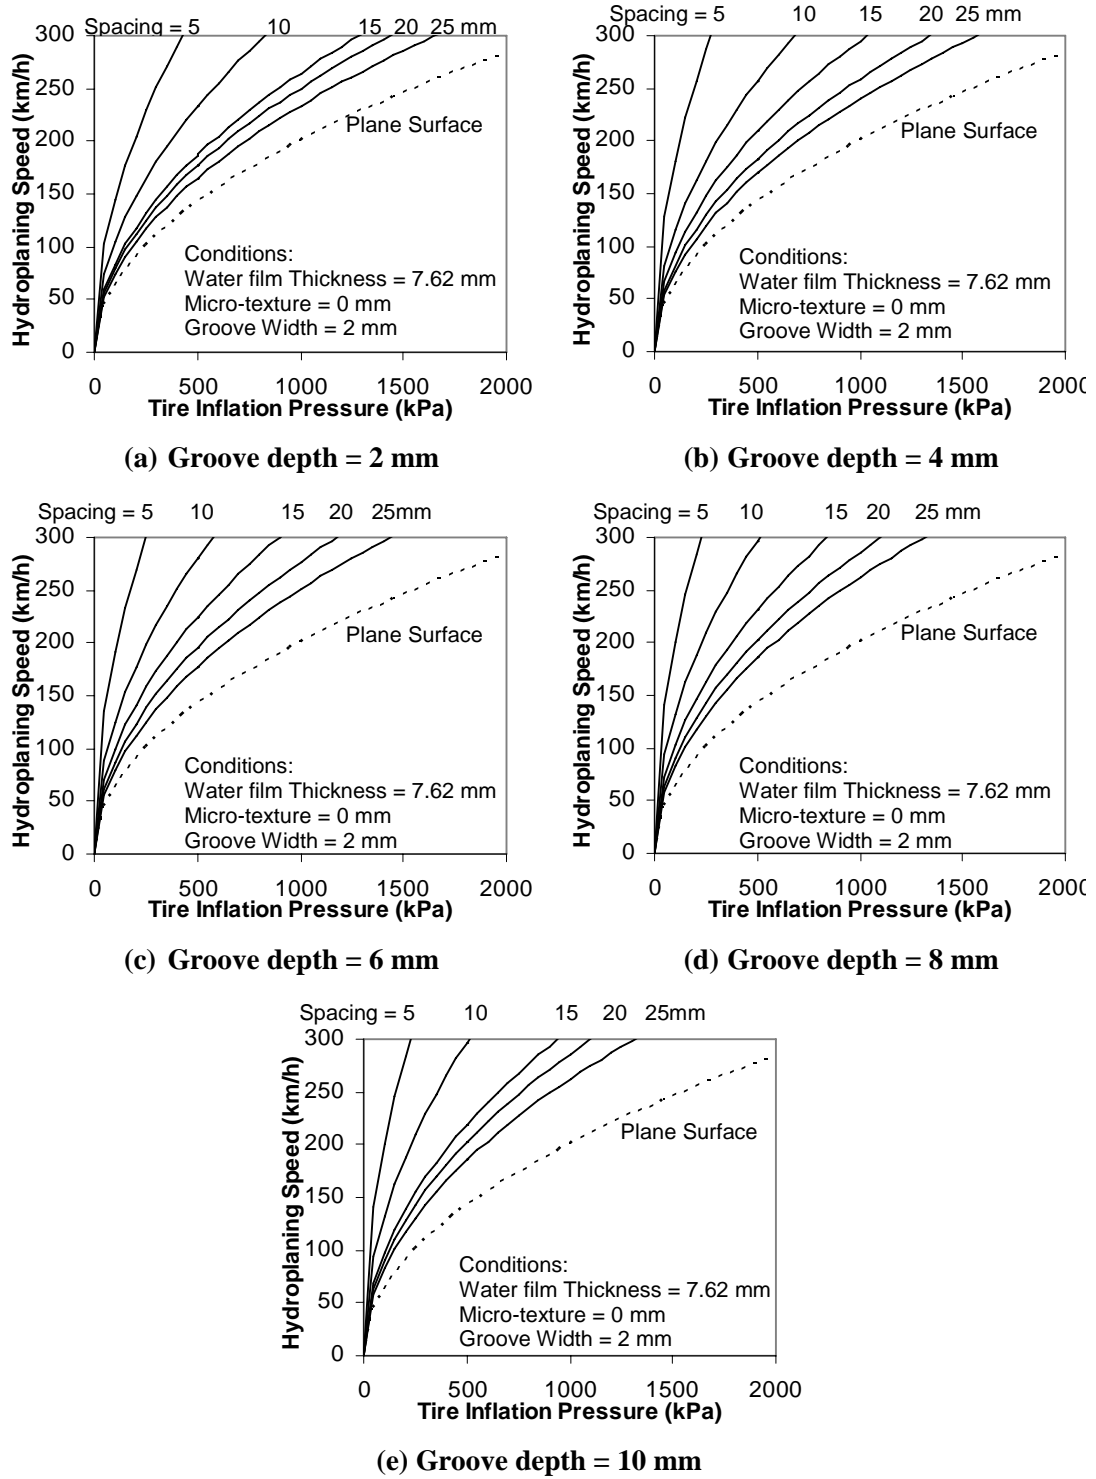 Spacing = 5 10 15 20 25 mm
300
250
200
150
100
50
0
Hydroplaning Speed (km/h)
Plane Surface
Conditions:
Water film Thickness = 7.62 mm
Micro-texture = 0 mm
Groove Width = 2 mm
0 500 1000 1500 2000
Tire Inflation Pressure (kPa)
(a) Groove depth = 2 mm
Spacing = 5 10 15 20 25 mm
300
250
200
150
100
50
0
Hydroplaning Speed (km/h)
Plane Surface
Conditions:
Water film Thickness = 7.62 mm
Micro-texture = 0 mm
Groove Width = 2 mm
0 500 1000 1500 2000
Tire Inflation Pressure (kPa)
(b) Groove depth = 4 mm
Spacing = 5 10 15 20 25mm
300
250
200
150
100
50
0
Hydroplaning Speed (km/h)
Plane Surface
Conditions:
Water film Thickness = 7.62 mm
Micro-texture = 0 mm
Groove Width = 2 mm
0 500 1000 1500 2000
Tire Inflation Pressure (kPa)
(c) Groove depth = 6 mm
Spacing = 5 10 15 20 25 mm
300
250
200
150
100
50
0
Hydroplaning Speed (km/h)
Plane Surface
Conditions:
Water film Thickness = 7.62 mm
Micro-texture = 0 mm
Groove Width = 2 mm
0 500 1000 1500 2000
Tire Inflation Pressure (kPa)
(d) Groove depth = 8 mm
Spacing = 5 10 15 20 25mm
300
250
200
150
100
50
0
Hydroplaning Speed (km/h)
Plane Surface
Conditions:
Water film Thickness = 7.62 mm
Micro-texture = 0 mm
Groove Width = 2 mm
0 500 1000 1500 2000
Tire Inflation Pressure (kPa)
(e) Groove depth = 10 mm